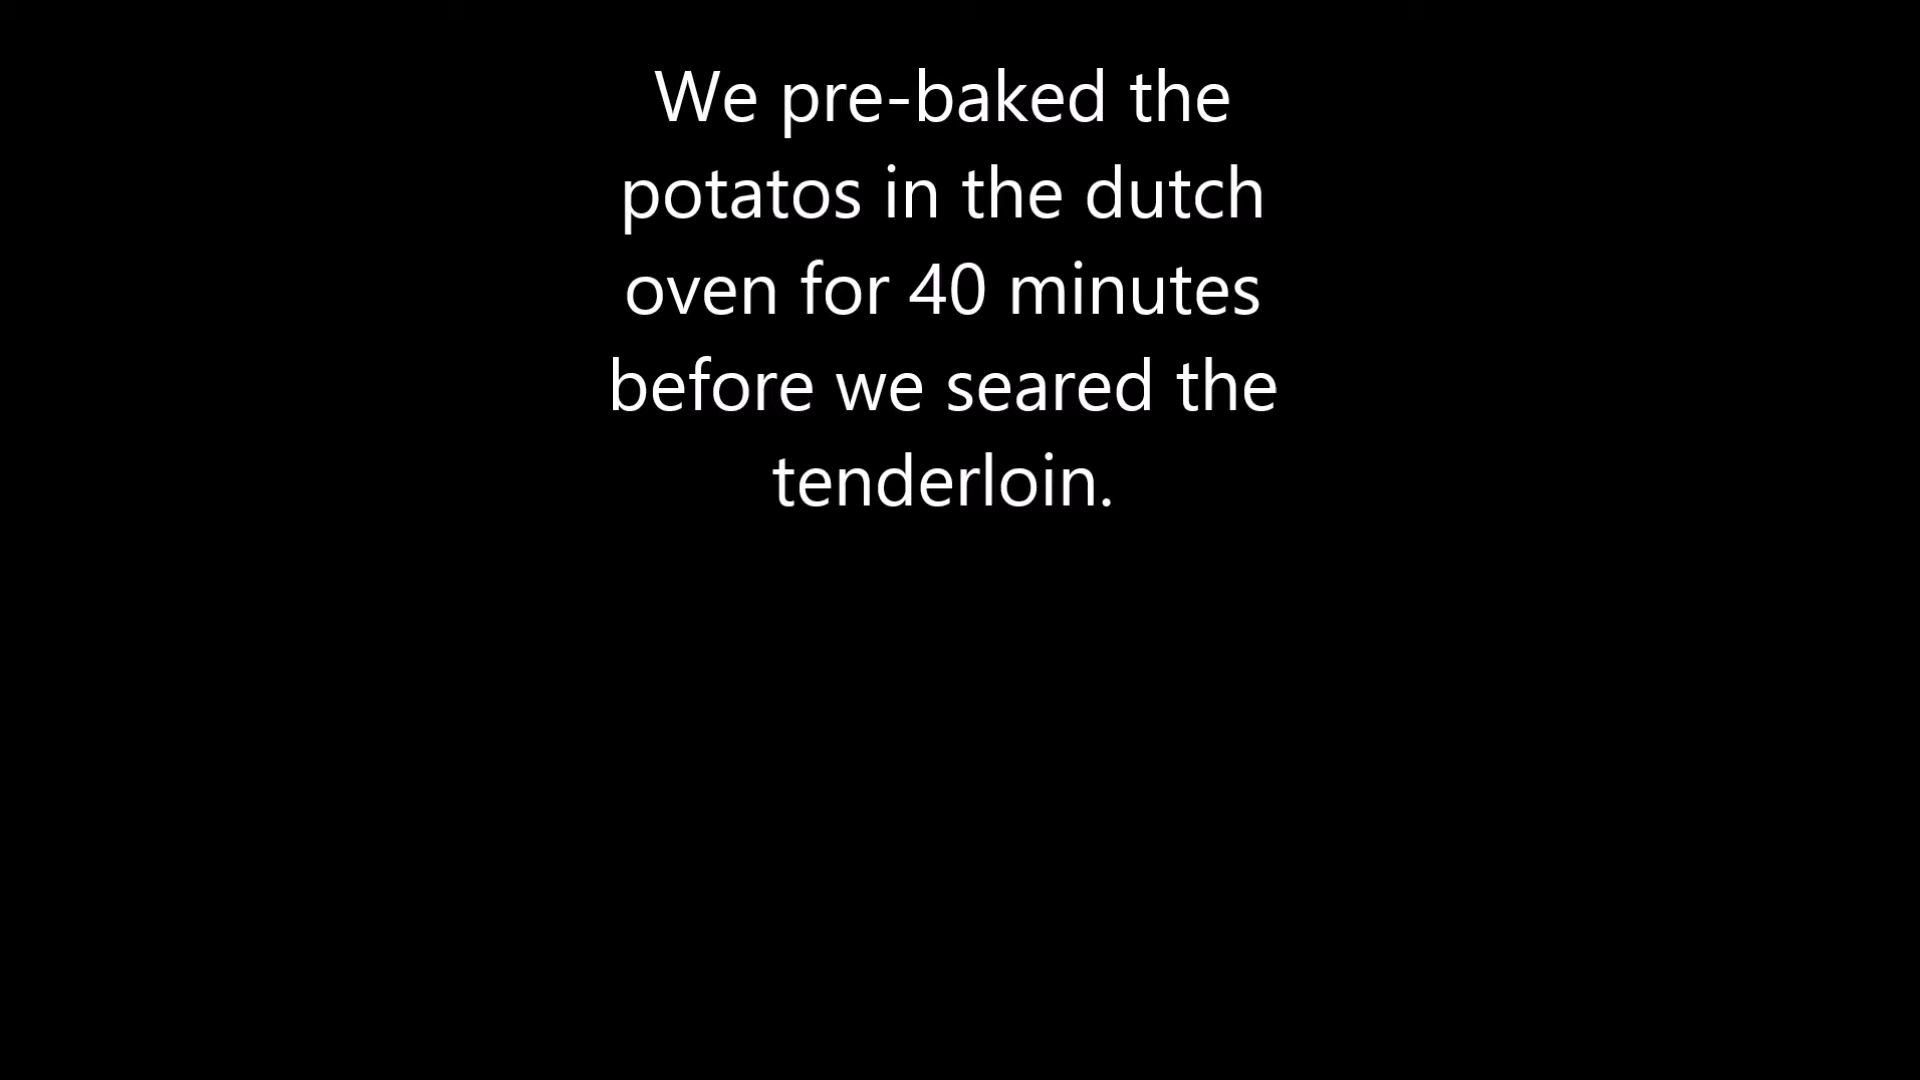 We pre-baked the
potatos in the dutch
oven for 40 minutes
before we seared the
tenderloin.